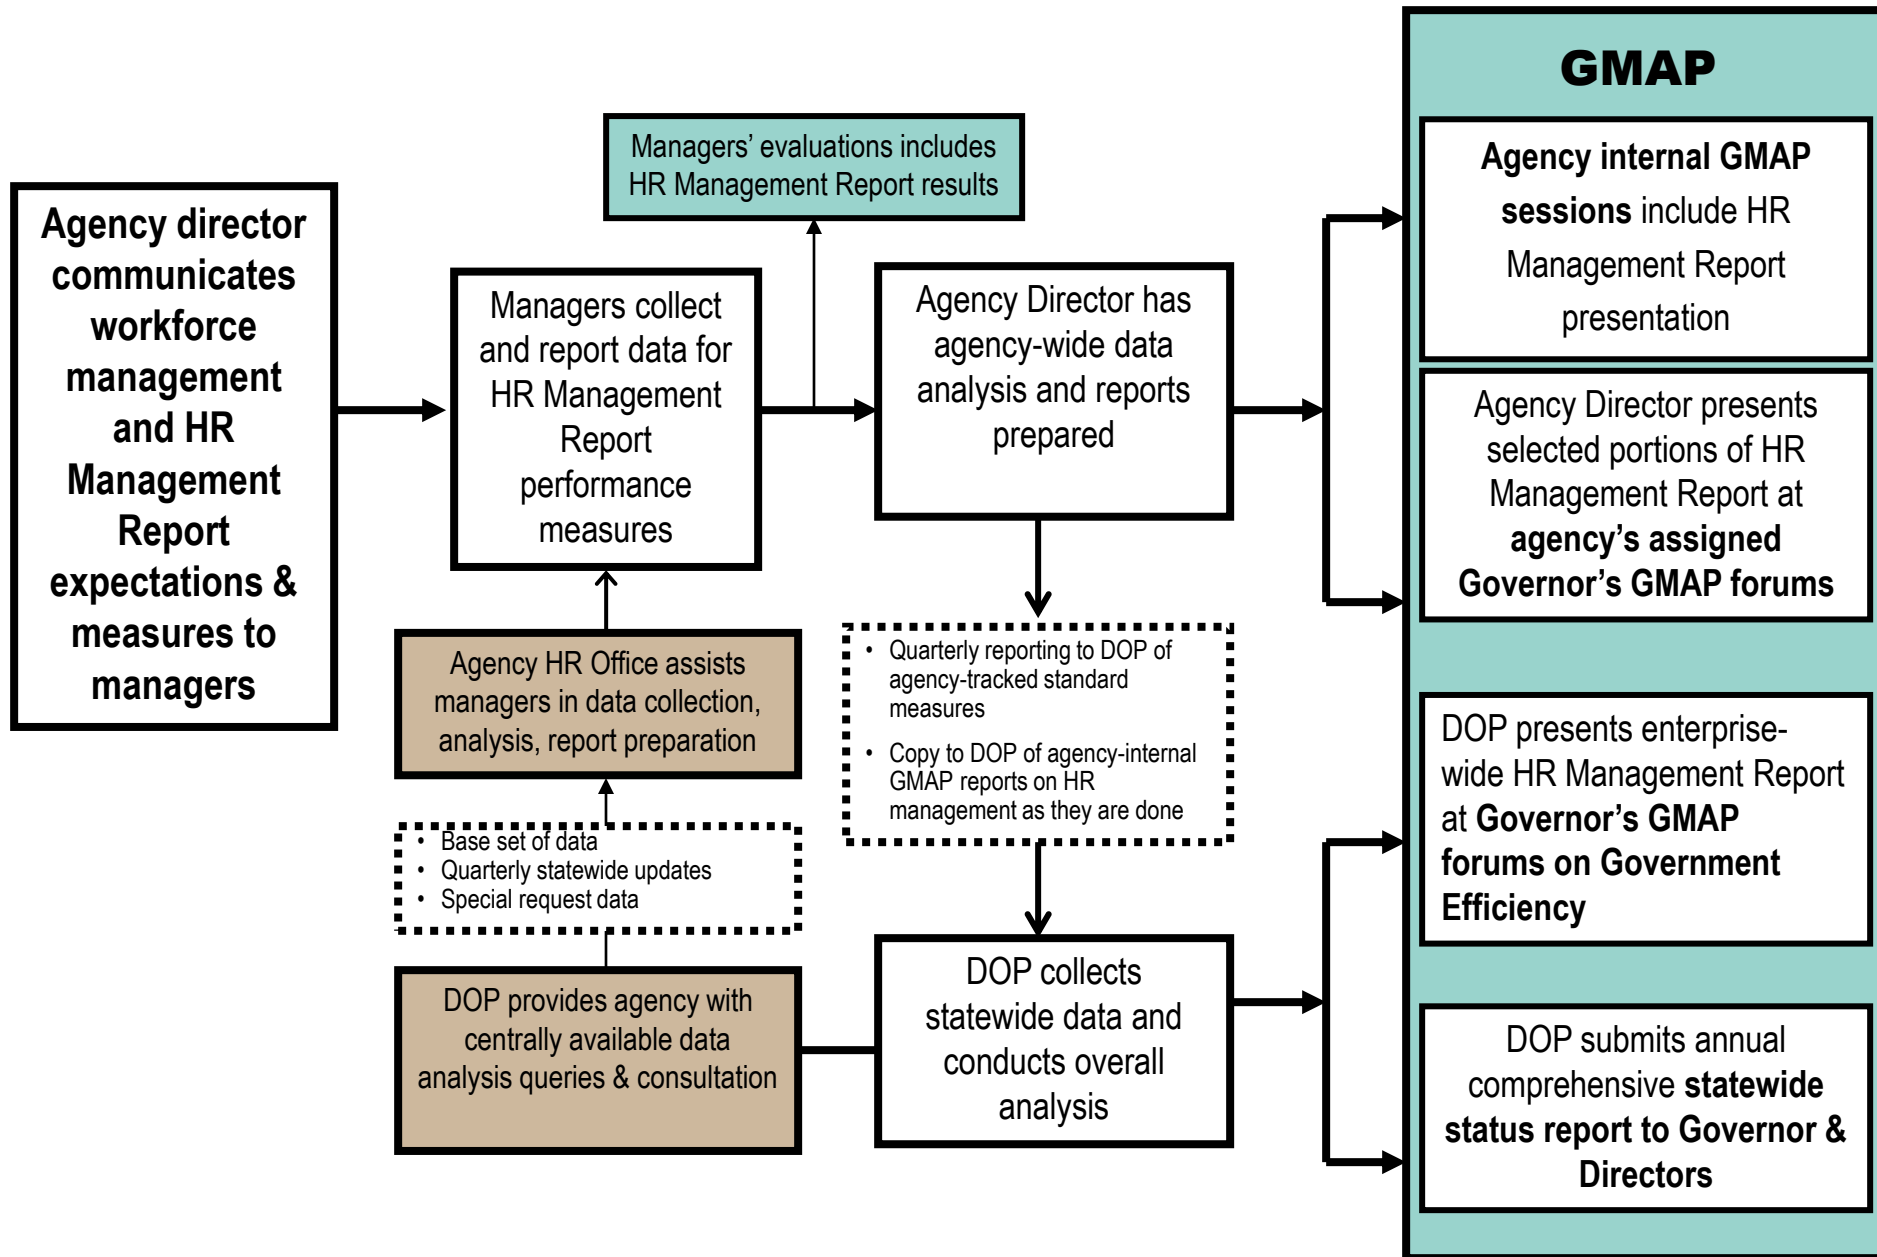 Agency director
communicates
workforce
management
and HR
Management
Report
expectations &
measures to
managers
Managers' evaluations includes
HR Management Report results
Managers collect
and report data for
HR Management
Report
performance
measures
Agency HR Office assists
managers in data collection,
analysis, report preparation
• Base set of data
• Quarterly statewide updates
• Special request data
DOP provides agency with
centrally available data
analysis queries & consultation
Agency Director has
agency-wide data
analysis and reports
prepared
• Quarterly reporting to DOP of
agency-tracked standard
measures
• Copy to DOP of agency-internal
GMAP reports on HR
management as they are done
DOP collects
statewide data and
conducts overall
analysis
GMAP
Agency internal GMAP
sessions include HR
Management Report
presentation
Agency Director presents
selected portions of HR
Management Report at
agency’s assigned
Governor’s GMAP forums
DOP presents enterprise-
wide HR Management Report
at Governor’s GMAP
forums on Government
Efficiency
DOP submits annual
comprehensive statewide
status report to Governor &
Directors